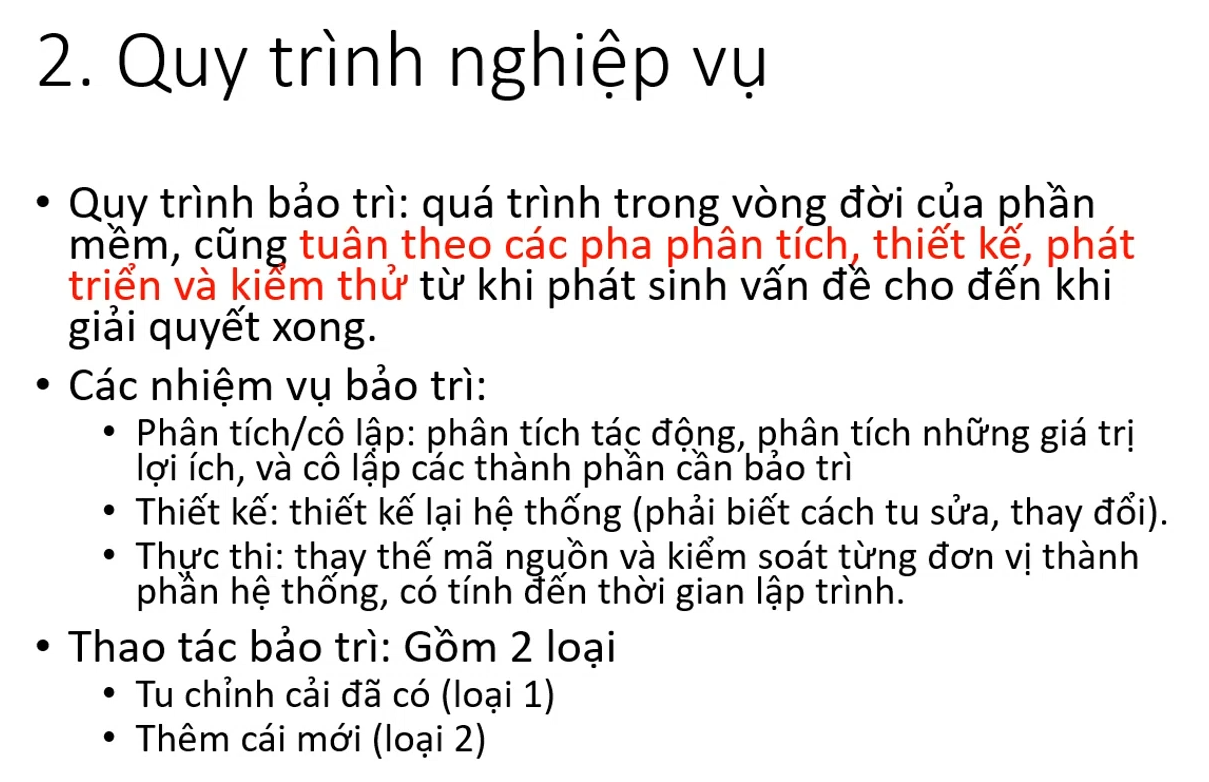 2. Quy trình nghiệp vụ
• Quy trình bảo trì: quá trình trong vòng đời của phần
mềm, cũng tuân theo các pha phân tích, thiết kế, phát
triển và kiểm thử từ khi phát sinh vấn đề cho đến khi
giải quyết xong.
• Các nhiệm vụ bảo trì:
• Phân tích/cô lập: phân tích tác động, phân tích những giá trị
lợi ích, và cô lập các thành phần cần bảo trì
• Thiết kế: thiết kế lại hệ thống (phải biết cách tu sửa, thay đổi).
• Thực thi: thay thế mã nguồn và kiểm soát từng đơn vị thành
phần hệ thống, có tính đến thời gian lập trình.
• Thao tác bảo trì: Gồm 2 loại
• Tu chỉnh cải đã có (loại 1)
• Thêm cái mới (loại 2)